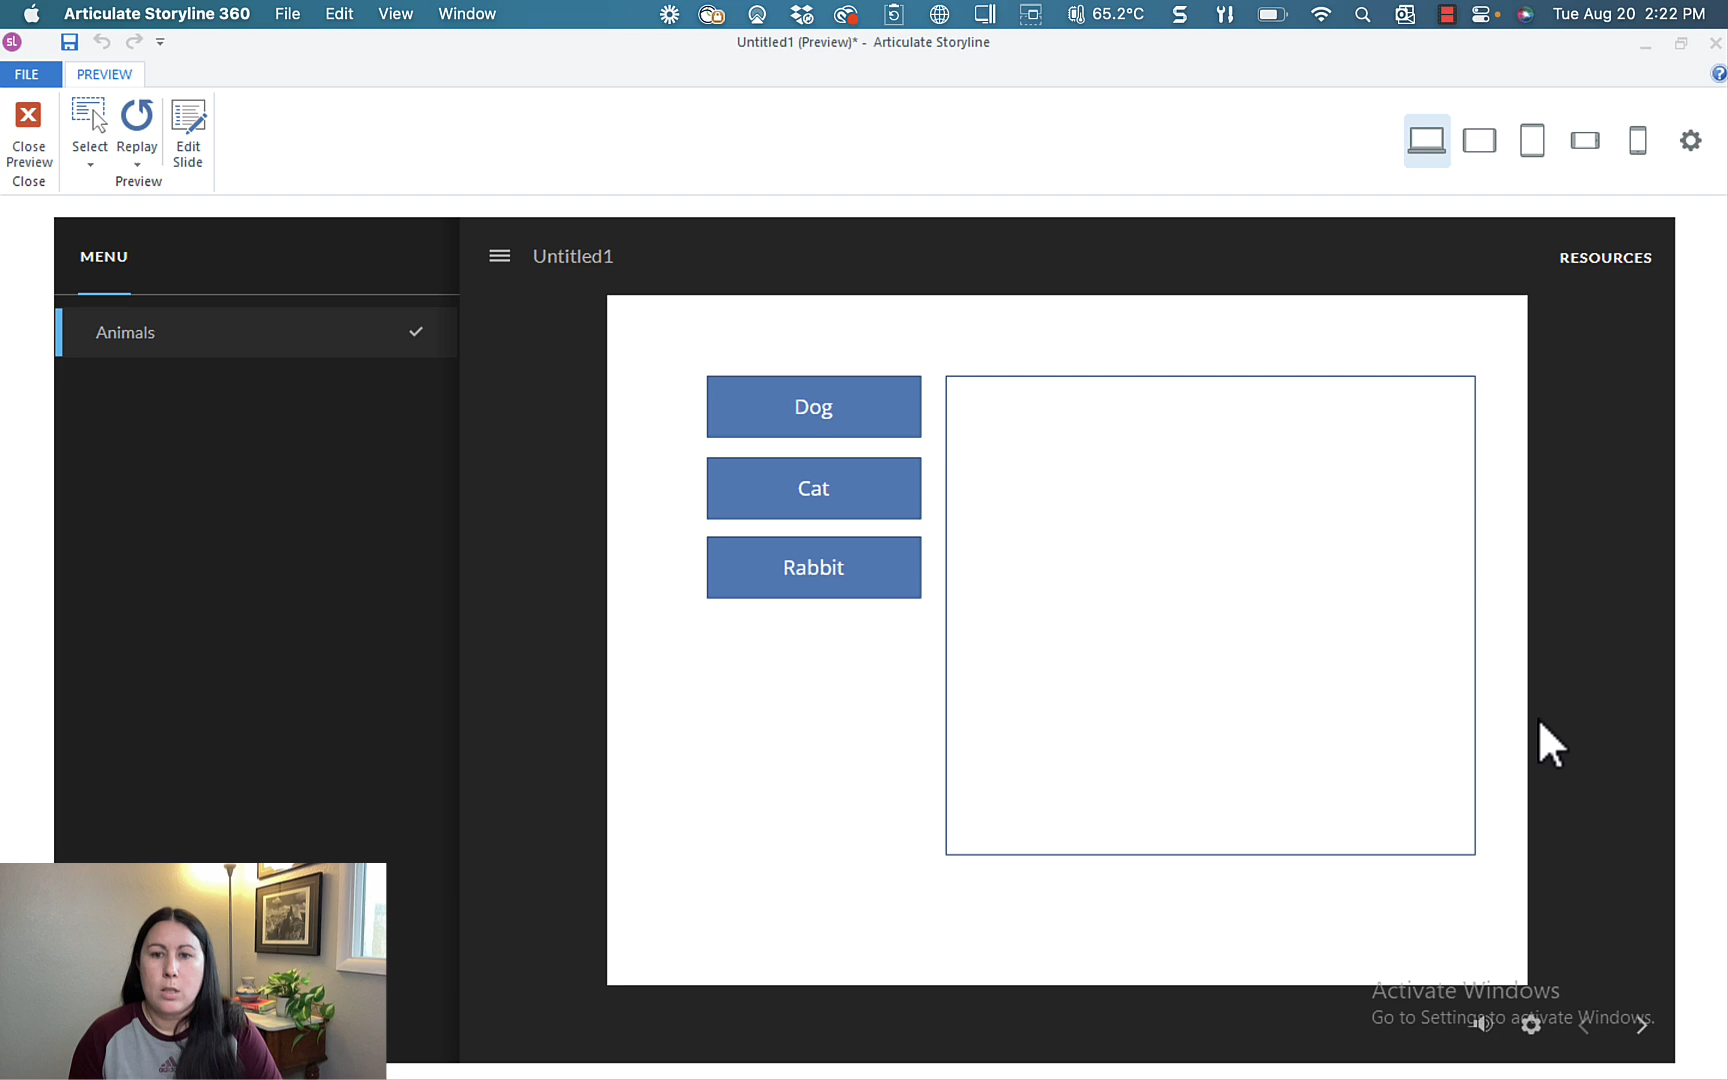 Articulate Storyline 360 File Edit View Window 65.2°C Tue Aug 20 2:22 PM
sL Untitled1 (Preview)* - Articulate Storyline
FILE PREVIEW
Close Preview
Select
Replay
Edit Slide
Close
Preview
MENU
Untitled1
RESOURCES
Animals
Dog
Cat
Rabbit
Activate Windows
Go to Settings to activate Windows.
adidas